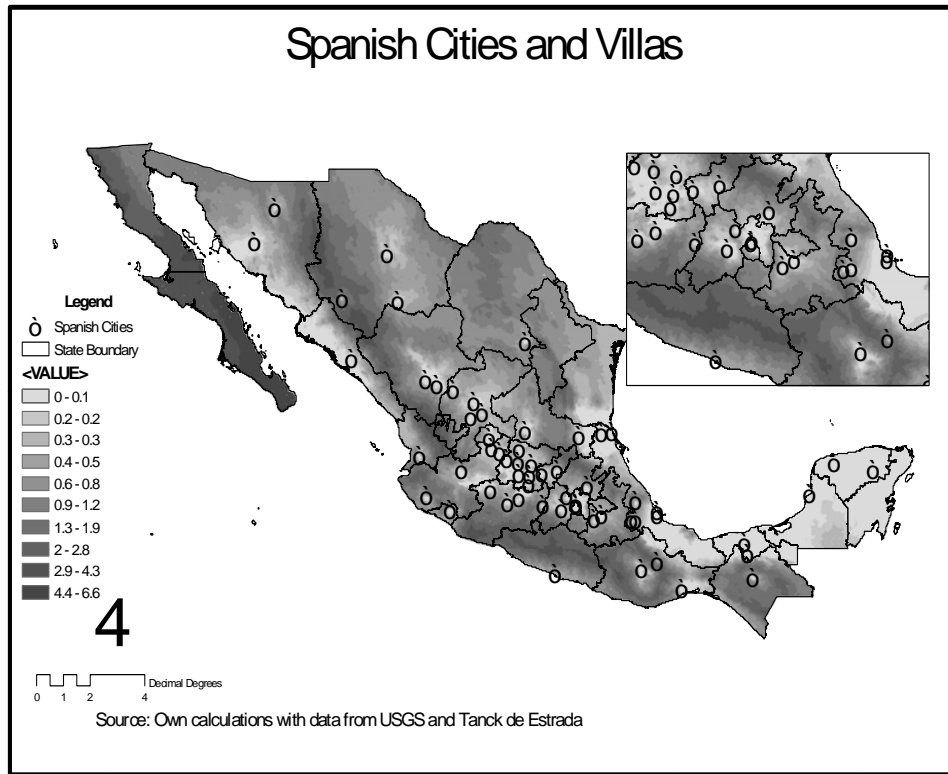 Spanish Cities and Villas
Legend
Ò Spanish Cities
State Boundary
<VALUE>
0 - 0.1
0.2 - 0.2
0.3 - 0.3
0.4 - 0.5
0.6 - 0.8
0.9 - 1.2
1.3 - 1.9
2 - 2.8
2.9 - 4.3
4.4 - 6.6
4
Decimal Degrees
0 1 2 4
Source: Own calculations with data from USGS and Tanck de Estrada